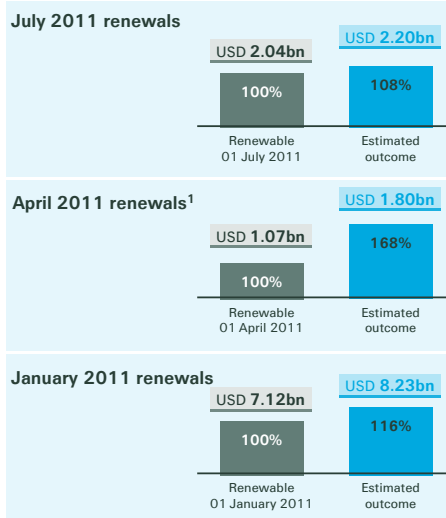 July 2011 renewals
USD 2.04bn
USD 2.20bn
100%
108%
Renewable
01 July 2011
Estimated
outcome
April 2011 renewals¹
USD 1.07bn
USD 1.80bn
100%
168%
Renewable
01 April 2011
Estimated
outcome
January 2011 renewals
USD 7.12bn
USD 8.23bn
100%
116%
Renewable
01 January 2011
Estimated
outcome